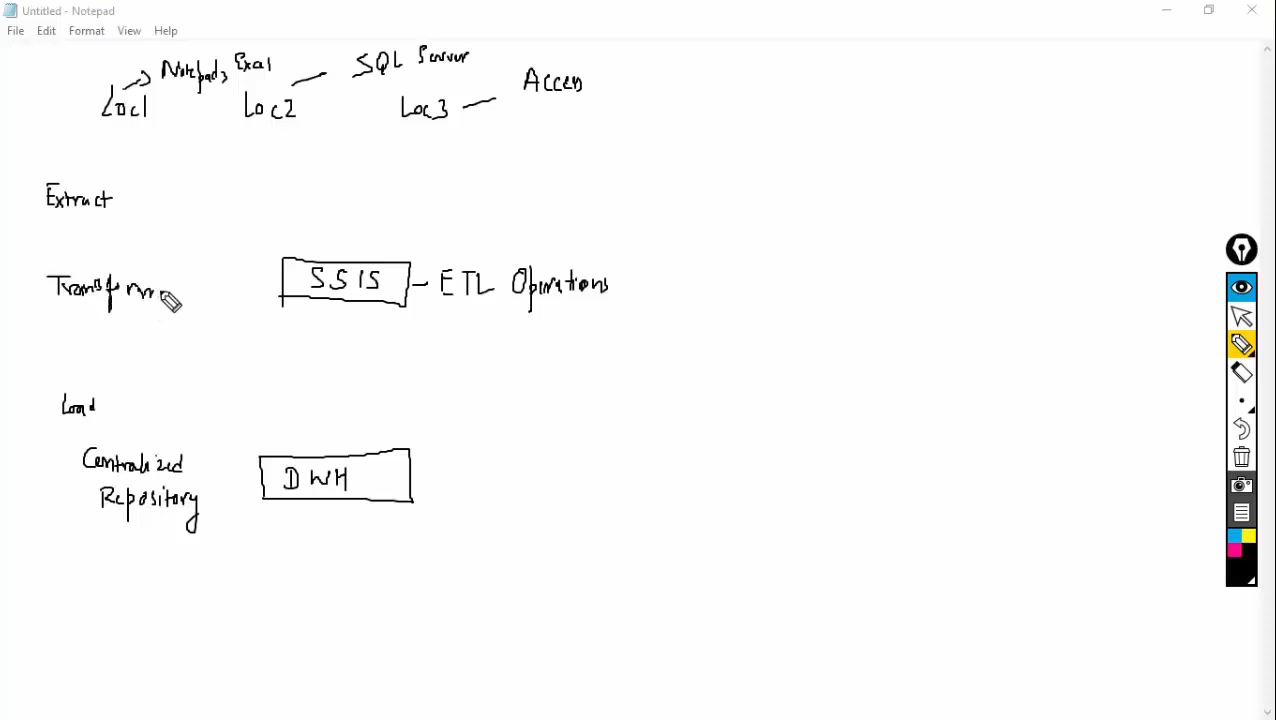 Untitled - Notepad
File Edit Format View Help
Notepad, Excel SQL Server
Access
Loc1 Loc2 Loc3
Extract
Transform SSIS - ETL Operations
Load
Centralized
Repository DWH